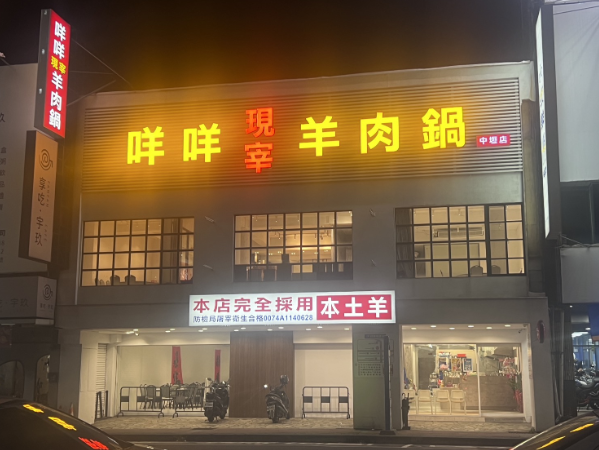 咩咩現宰羊肉鍋
咩咩 現宰 羊肉鍋 中壢店
本店完全採用 本土羊
防檢局屠宰衛生合格0074A1140628